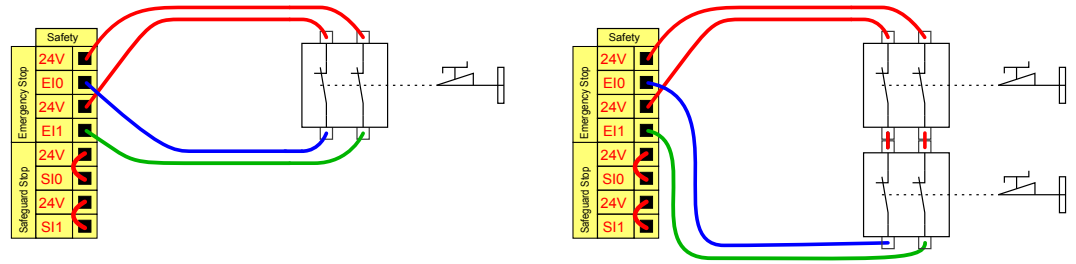 Safety
Emergency Stop
24V
EI0
24V
EI1
Safeguard Stop
24V
SI0
24V
SI1
Safety
Emergency Stop
24V
EI0
24V
EI1
Safeguard Stop
24V
SI0
24V
SI1